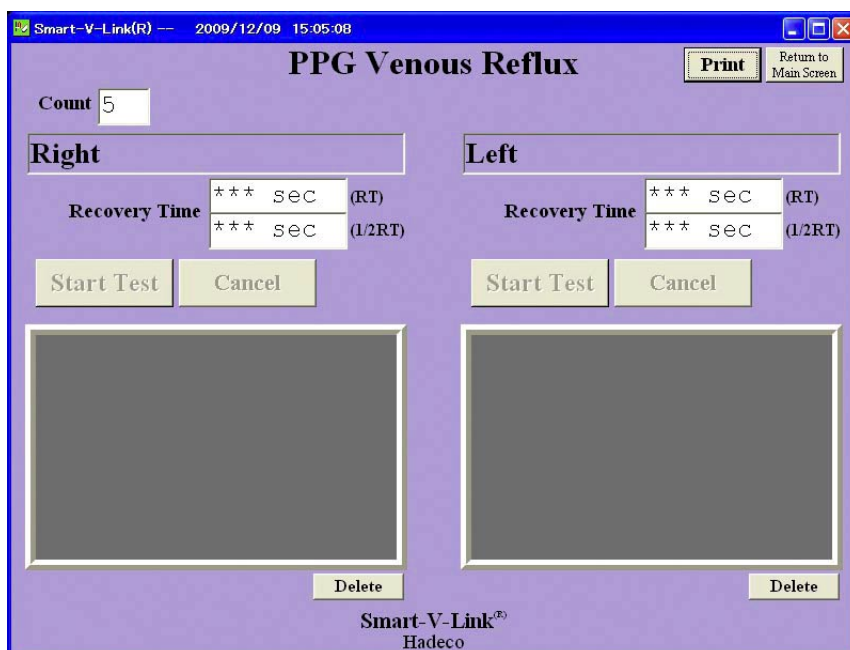 Smart-V-Link(R) -- 2009/12/09 15:05:08
PPG Venous Reflux
Print
Return to
Main Screen
Count 5
Right
Recovery Time
*** sec (RT)
*** sec (1/2RT)
Start Test
Cancel
Delete
Left
Recovery Time
*** sec (RT)
*** sec (1/2RT)
Start Test
Cancel
Delete
Smart-V-Link(R)
Hadeco